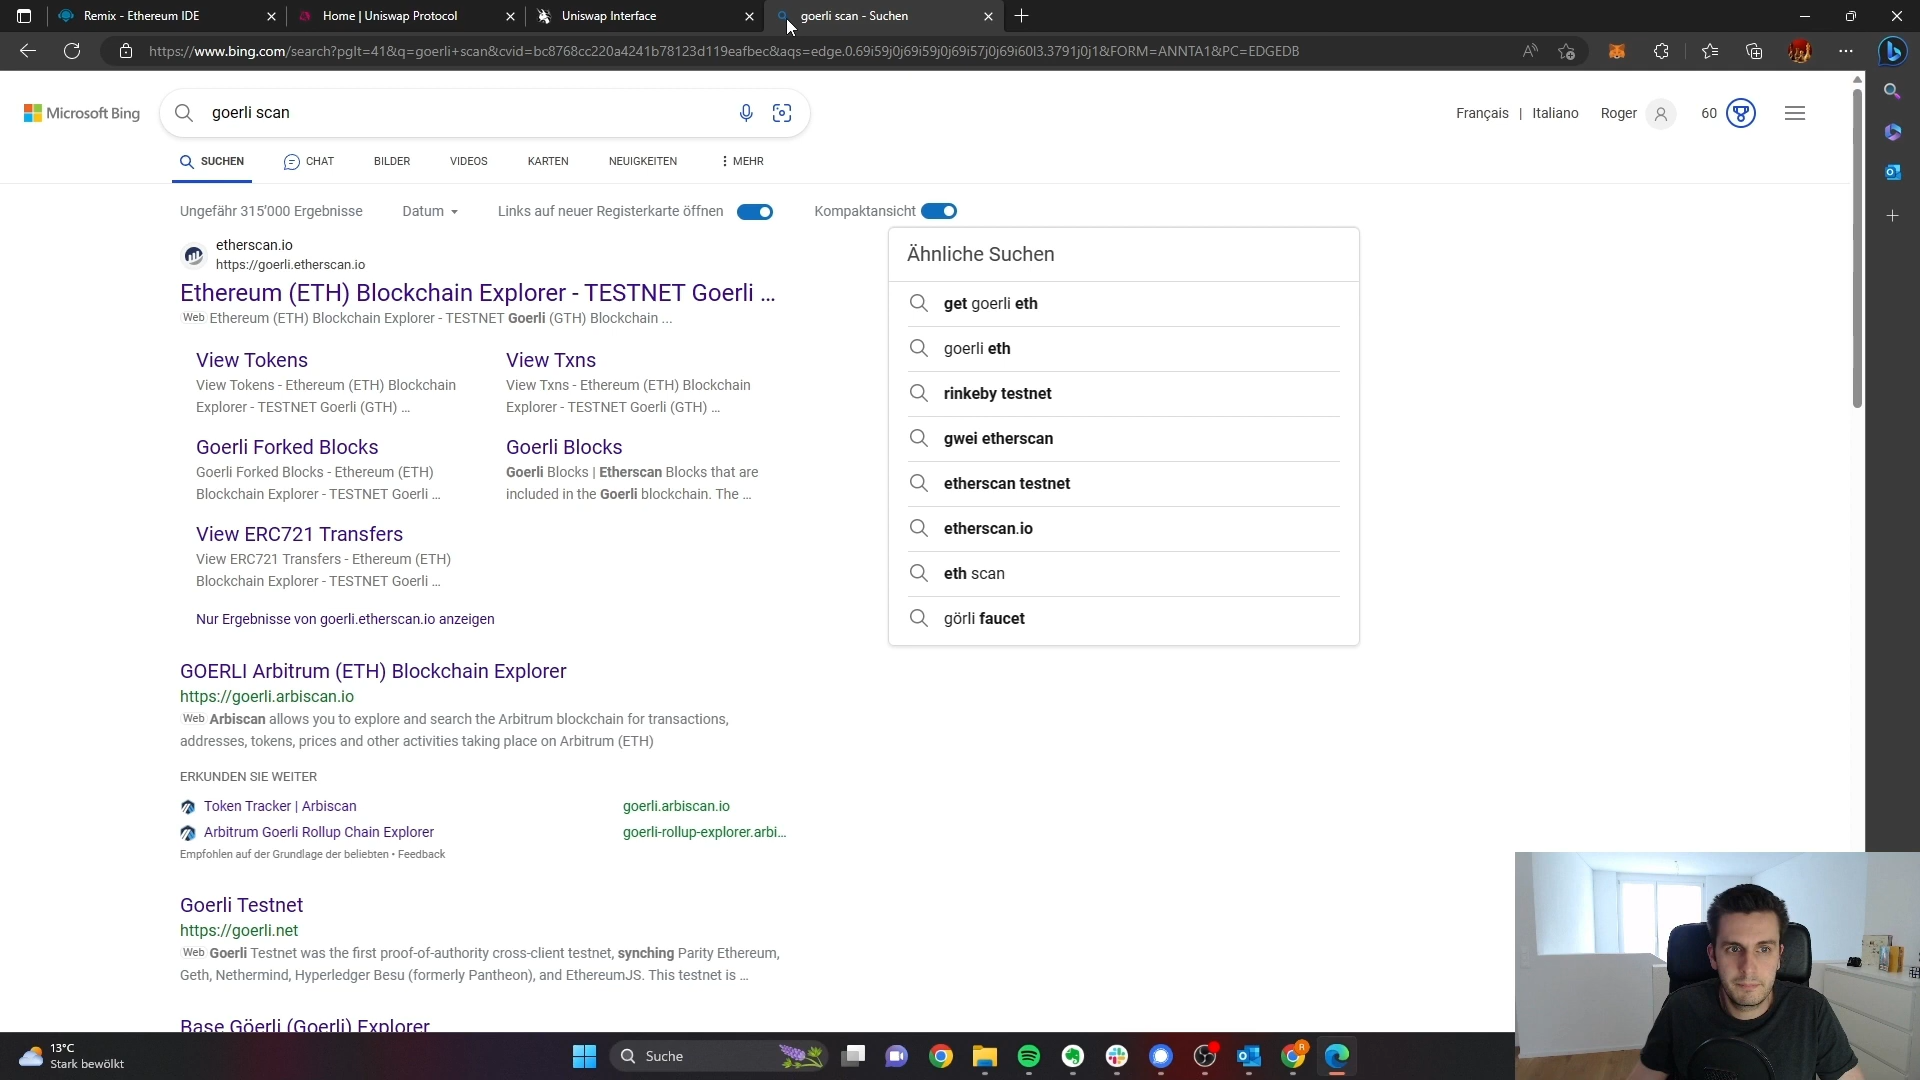 Remix - Ethereum IDE
Home | Uniswap Protocol
Uniswap Interface
goerli scan - Suchen
https://www.bing.com/search?pglt=41&q=goerli+scan&cvid=bc8768cc220a4241b78123d119eafbec&aqs=edge.0.69i59j0j69i59j0j69i57j0j69i60l3.3791j0j1&FORM=ANNTA1&PC=EDGEDB
Microsoft Bing
goerli scan
Français | Italiano
Roger
60
SUCHEN
CHAT
BILDER
VIDEOS
KARTEN
NEUIGKEITEN
MEHR
Ungefähr 315'000 Ergebnisse
Datum
Links auf neuer Registerkarte öffnen
Kompaktansicht
etherscan.io
https://goerli.etherscan.io
Ethereum (ETH) Blockchain Explorer - TESTNET Goerli ...
Web Ethereum (ETH) Blockchain Explorer - TESTNET Goerli (GTH) Blockchain ...
View Tokens
View Tokens - Ethereum (ETH) Blockchain
Explorer - TESTNET Goerli (GTH) ...
View Txns
View Txns - Ethereum (ETH) Blockchain
Explorer - TESTNET Goerli (GTH) ...
Goerli Forked Blocks
Goerli Forked Blocks - Ethereum (ETH)
Blockchain Explorer - TESTNET Goerli ...
Goerli Blocks
Goerli Blocks | Etherscan Blocks that are
included in the Goerli blockchain. The ...
View ERC721 Transfers
View ERC721 Transfers - Ethereum (ETH)
Blockchain Explorer - TESTNET Goerli ...
Nur Ergebnisse von goerli.etherscan.io anzeigen
GOERLI Arbitrum (ETH) Blockchain Explorer
https://goerli.arbiscan.io
Web Arbiscan allows you to explore and search the Arbitrum blockchain for transactions,
addresses, tokens, prices and other activities taking place on Arbitrum (ETH)
ERKUNDEN SIE WEITER
Token Tracker | Arbiscan
goerli.arbiscan.io
Arbitrum Goerli Rollup Chain Explorer
goerli-rollup-explorer.arbi...
Empfohlen auf der Grundlage der beliebten • Feedback
Goerli Testnet
https://goerli.net
Web Goerli Testnet was the first proof-of-authority cross-client testnet, synching Parity Ethereum,
Geth, Nethermind, Hyperledger Besu (formerly Pantheon), and EthereumJS. This testnet is ...
Base Göerli (Goerli) Explorer
Ähnliche Suchen
get goerli eth
goerli eth
rinkeby testnet
gwei etherscan
etherscan testnet
etherscan.io
eth scan
görli faucet
13°C
Stark bewölkt
Suche